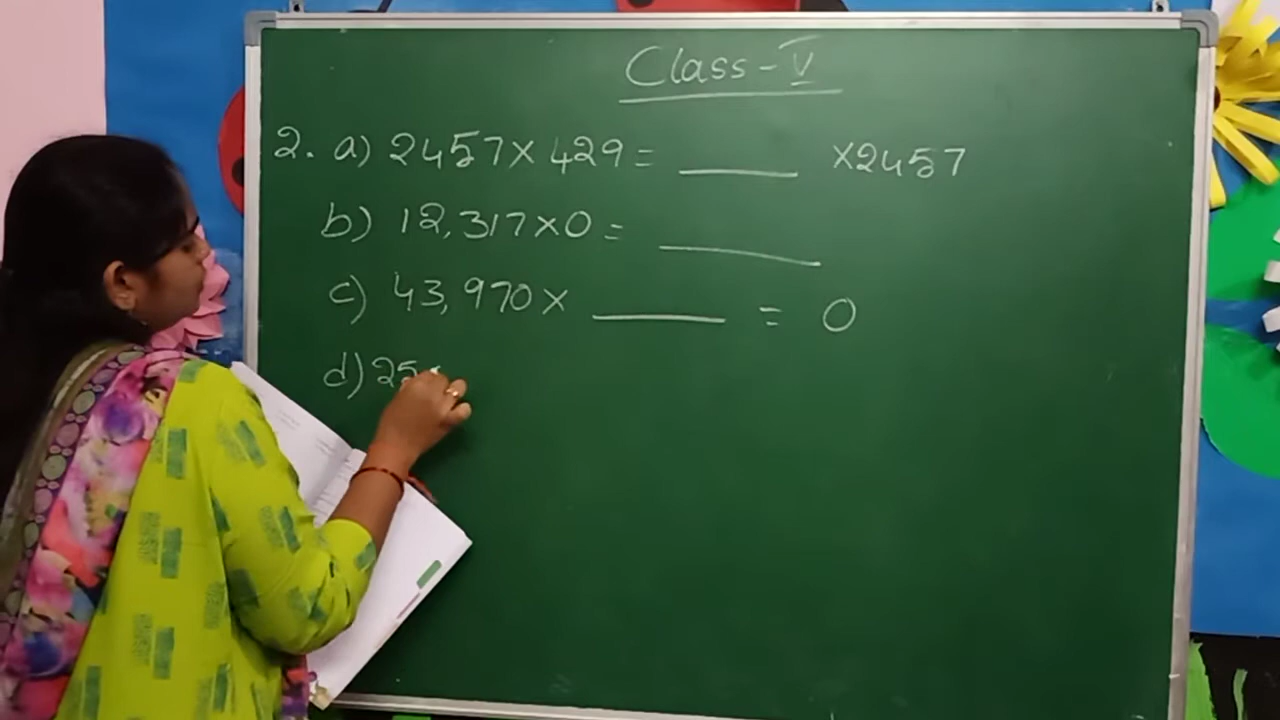 Class - V
2. a) 2457 × 429 = ____ ×2457
b) 12,317 × 0 = ____
c) 43,970 × ____ = 0
d) 25